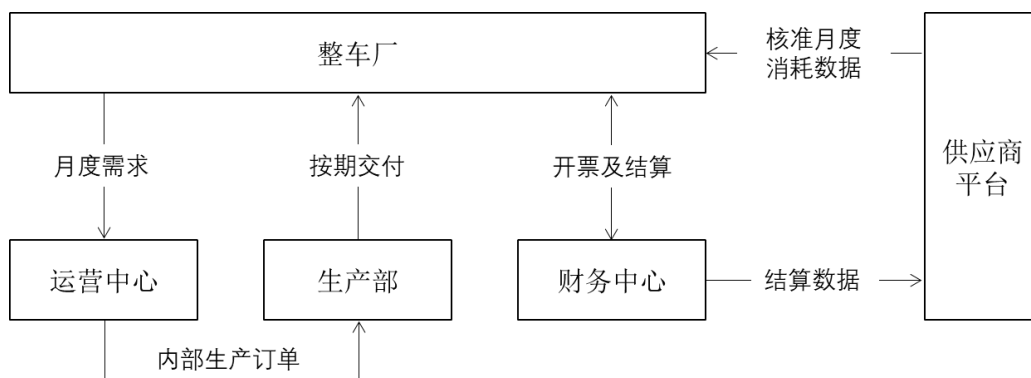 整车厂
核准月度
消耗数据
月度需求
按期交付
开票及结算
供应商
平台
运营中心
生产部
财务中心
结算数据
内部生产订单